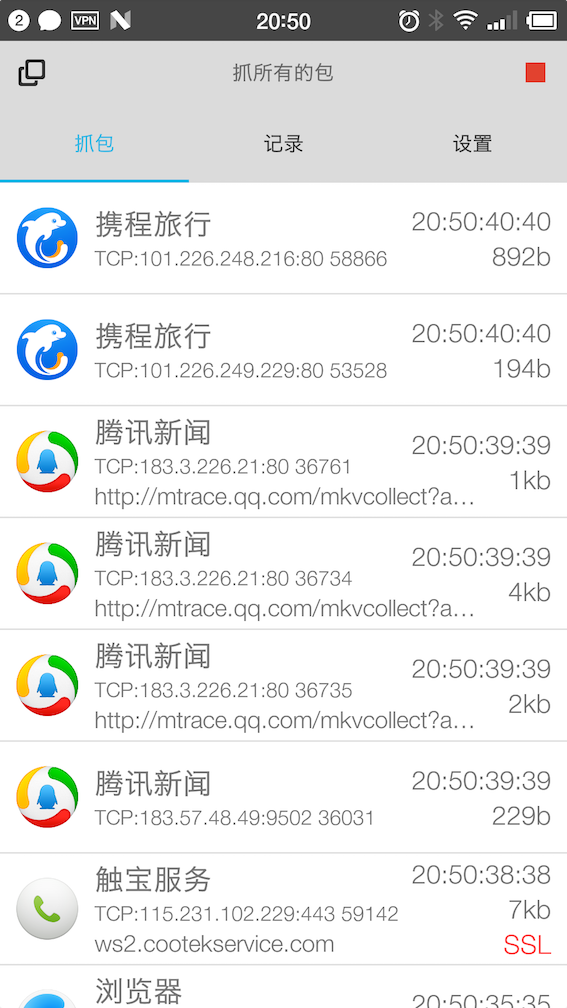 2 VPN N 20:50
抓所有的包
抓包 记录 设置
携程旅行 20:50:40:40
TCP:101.226.248.216:80 58866 892b
携程旅行 20:50:40:40
TCP:101.226.249.229:80 53528 194b
腾讯新闻 20:50:39:39
TCP:183.3.226.21:80 36761 1kb
http://mtrace.qq.com/mkvcollect?a...
腾讯新闻 20:50:39:39
TCP:183.3.226.21:80 36734 4kb
http://mtrace.qq.com/mkvcollect?a...
腾讯新闻 20:50:39:39
TCP:183.3.226.21:80 36735 2kb
http://mtrace.qq.com/mkvcollect?a...
腾讯新闻 20:50:39:39
TCP:183.57.48.49:9502 36031 229b
触宝服务 20:50:38:38
TCP:115.231.102.229:443 59142 7kb
ws2.cootekservice.com SSL
浏览器 20:50:35:35